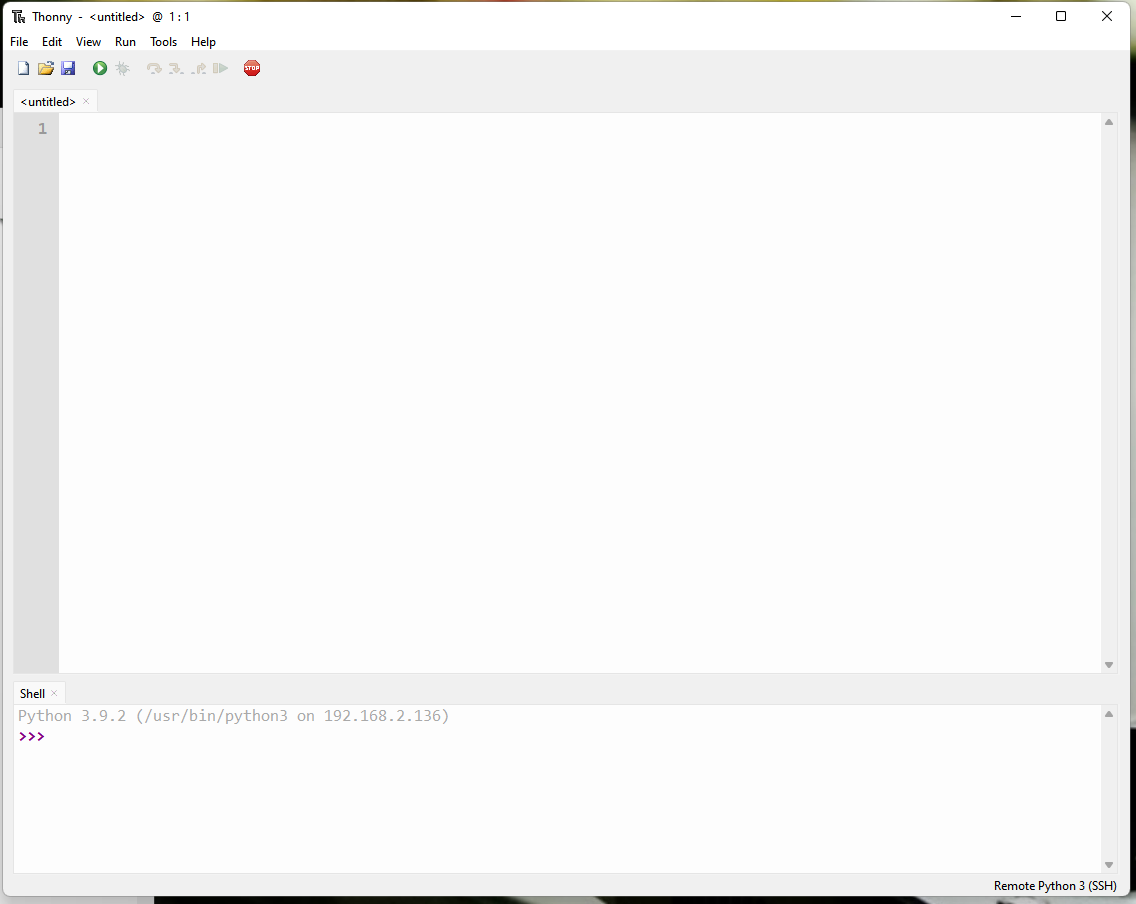 Thonny - <untitled> @ 1:1
File Edit View Run Tools Help
STOP
<untitled>
1
Shell
Python 3.9.2 (/usr/bin/python3 on 192.168.2.136)
>>>
Remote Python 3 (SSH)